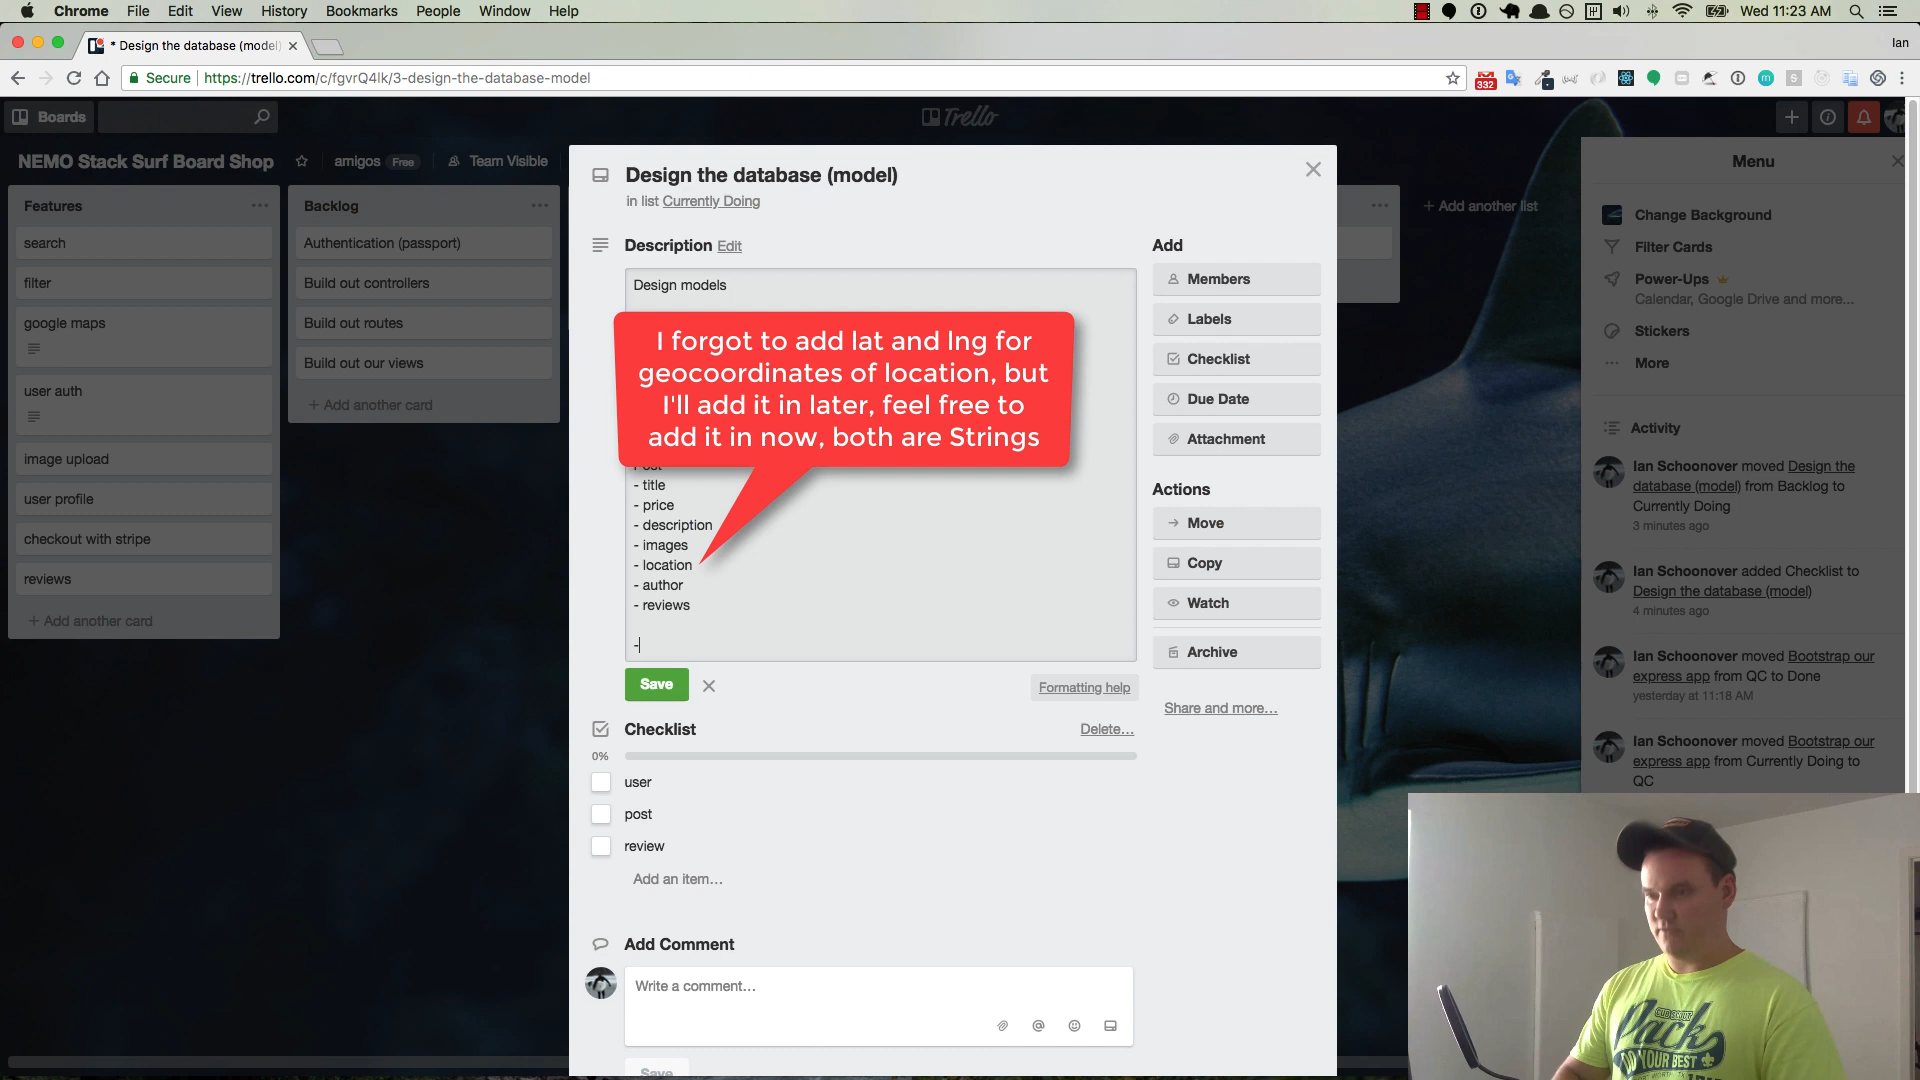 Chrome File Edit View History Bookmarks People Window Help
Wed 11:23 AM
* Design the database (model)
Ian
Secure https://trello.com/c/fgvrQ4lk/3-design-the-database-model
332
Boards
Trello
NEMO Stack Surf Board Shop
amigos Free
Team Visible
Features
search
filter
google maps
user auth
image upload
user profile
checkout with stripe
reviews
+ Add another card
Backlog
Authentication (passport)
Build out controllers
Build out routes
Build out our views
+ Add another card
Design the database (model)
in list Currently Doing
Description Edit
Design models
I forgot to add lat and lng for
geocoordinates of location, but
I'll add it in later, feel free to
add it in now, both are Strings
- title
- price
- description
- images
- location
- author
- reviews
-
Save
Formatting help
Checklist
Delete...
0%
user
post
review
Add an item...
Add Comment
Write a comment...
Save
Add
Members
Labels
Checklist
Due Date
Attachment
Actions
Move
Copy
Watch
Archive
Share and more...
+ Add another list
Menu
Change Background
Filter Cards
Power-Ups
Calendar, Google Drive and more...
Stickers
More
Activity
Ian Schoonover moved Design the
database (model) from Backlog to
Currently Doing
3 minutes ago
Ian Schoonover added Checklist to
Design the database (model)
4 minutes ago
Ian Schoonover moved Bootstrap our
express app from QC to Done
yesterday at 11:18 AM
Ian Schoonover moved Bootstrap our
express app from Currently Doing to
QC
CUB SCOUT
Pack
DO YOUR BEST